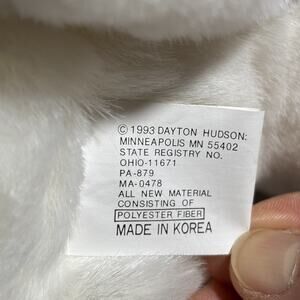 © 1993 DAYTON HUDSON:
MINNEAPOLIS MN 55402
STATE REGISTRY NO.
OHIO-11671
PA-879
MA-0478
ALL NEW MATERIAL
CONSISTING OF
POLYESTER FIBER
MADE IN KOREA